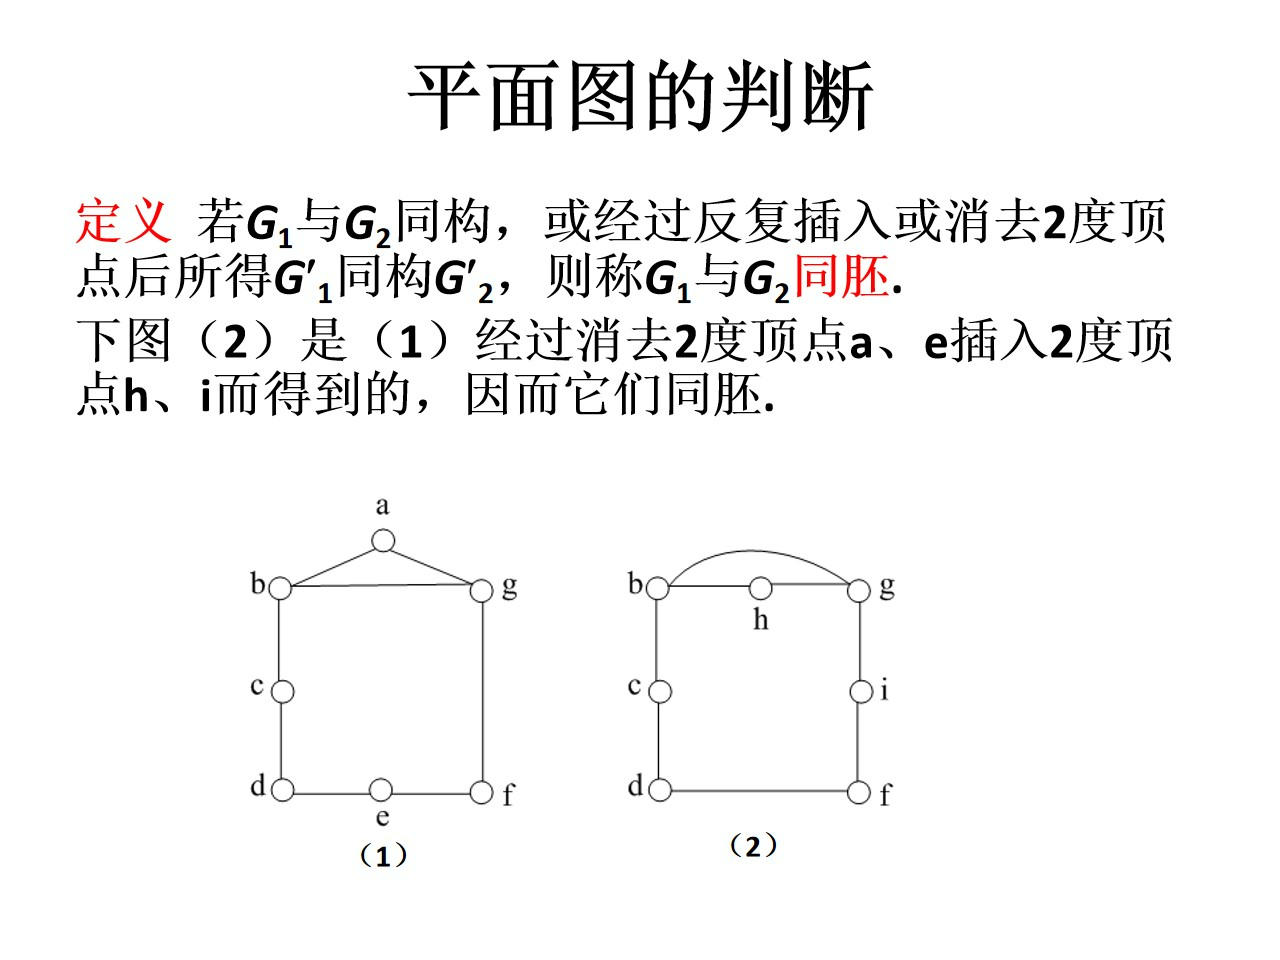 平面图的判断
定义 若G1与G2同构，或经过反复插入或消去2度顶
点后所得G′1同构G′2，则称G1与G2同胚.
下图（2）是（1）经过消去2度顶点a、e插入2度顶
点h、i而得到的，因而它们同胚.
a
b
g
c
d
e
f
（1）
b
h
g
c
i
d
f
（2）